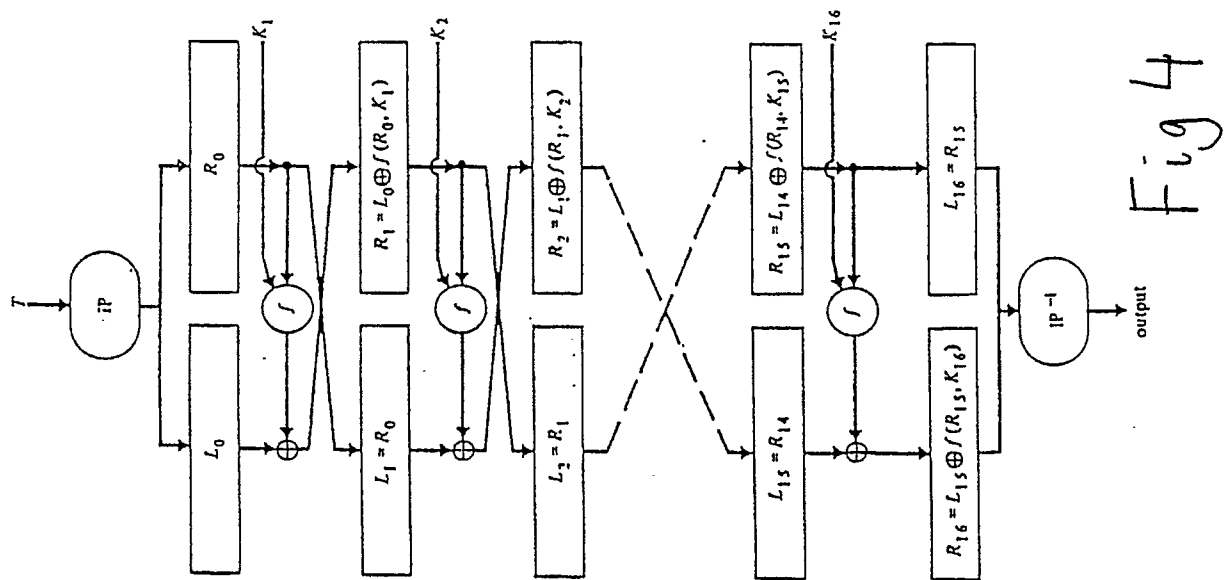 T
IP
L₀
R₀
K₁
f
L₁ = R₀
R₁ = L₀ ⊕ f(R₀, K₁)
K₂
f
L₂ = R₁
R₂ = L₁ ⊕ f(R₁, K₂)
L₁₅ = R₁₄
R₁₅ = L₁₄ ⊕ f(R₁₄, K₁₅)
K₁₆
f
R₁₆ = L₁₅ ⊕ f(R₁₅, K₁₆)
L₁₆ = R₁₅
IP⁻¹
output
Fig 4